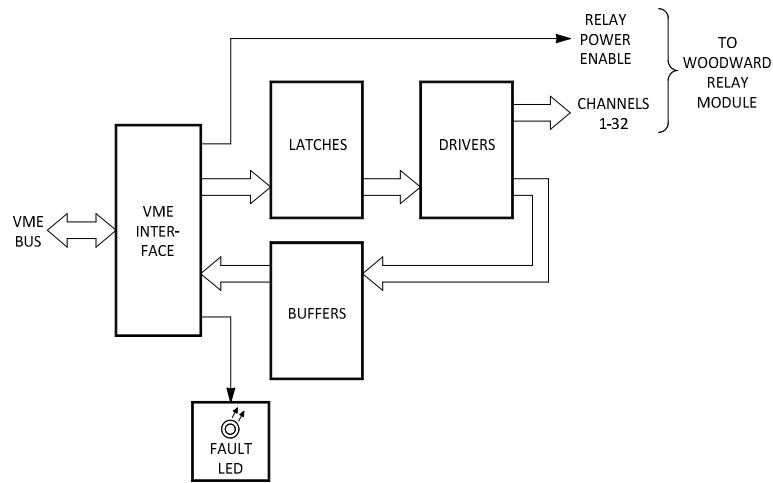 RELAY
POWER
ENABLE
TO
WOODWARD
RELAY
MODULE
CHANNELS
1-32
LATCHES
DRIVERS
VME
BUS
VME
INTER-
FACE
BUFFERS
FAULT
LED